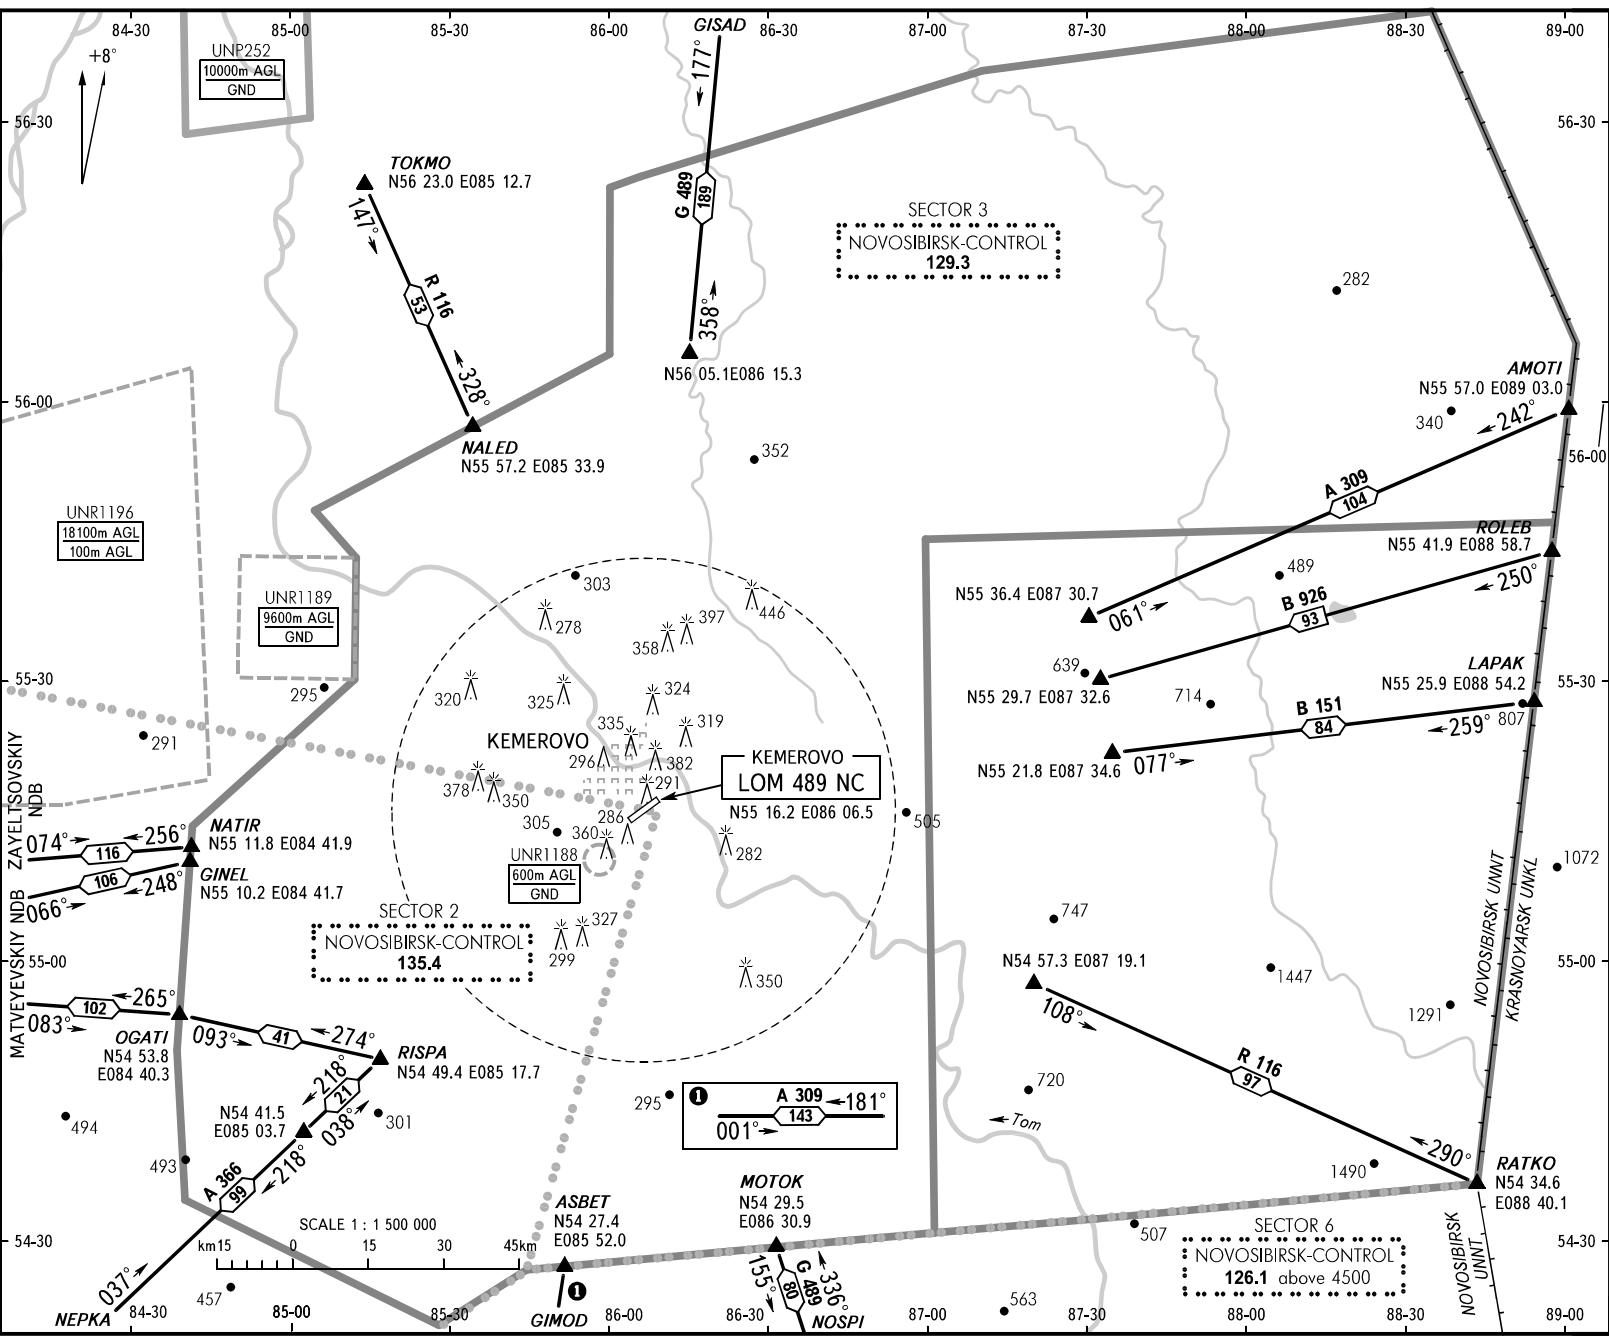 84-30 85-00 85-30 86-00 86-30 87-00 87-30 88-00 88-30 89-00
GISAD
+8°
UNP252
10000m AGL
GND
177°
56-30 56-30
TOKMO
N56 23.0 E085 12.7
147°
G 489
189
SECTOR 3
NOVOSIBIRSK-CONTROL
129.3
R 116
53
282
358°
328°
N56 05.1E086 15.3
AMOTI
N55 57.0 E089 03.0
56-00
340
242°
NALED
N55 57.2 E085 33.9
352
56-00
A 309
104
UNR1196
18100m AGL
100m AGL
ROLEB
N55 41.9 E088 58.7
303
489
250°
UNR1189
9600m AGL
GND
446
N55 36.4 E087 30.7
061°
B 926
93
278
397
358
639
LAPAK
N55 25.9 E088 54.2
55-30 55-30
295
320
325
324
N55 29.7 E087 32.6
714
807
B 151
84
259°
291
335
319
KEMEROVO
296
382
KEMEROVO
LOM 489 NC
N55 16.2 E086 06.5
N55 21.8 E087 34.6
077°
378
350
291
286
505
ZAYELTSOVSKIY
NDB
074°
256°
116
NATIR
N55 11.8 E084 41.9
305
360
282
UNR1188
600m AGL
GND
106
248°
066°
GINEL
N55 10.2 E084 41.7
1072
NOVOSIBIRSK UNNT
KRASNOYARSK UNKL
SECTOR 2
NOVOSIBIRSK-CONTROL
135.4
327
299
747
MATVEYEVSKIY NDB
55-00 55-00
350
N54 57.3 E087 19.1
1447
108°
1291
102
265°
083°
OGATI
N54 53.8
E084 40.3
093°
41
274°
RISPA
N54 49.4 E085 17.7
R 116
97
218°
21
038°
N54 41.5
E085 03.7
301
494
295
1
A 309
143
181°
001°
720
Tom
493
218°
A 366
99
290°
1490
RATKO
N54 34.6
E088 40.1
MOTOK
N54 29.5
E086 30.9
ASBET
N54 27.4
E085 52.0
SCALE 1 : 1 500 000
km15 0 15 30 45km
54-30 54-30
507
SECTOR 6
NOVOSIBIRSK-CONTROL
126.1 above 4500
NOVOSIBIRSK
UNNT
037°
457
155°
G 489
80
336°
563
1
NEPKA
GIMOD
NOSPI
84-30 85-00 85-30 86-00 86-30 87-00 87-30 88-00 88-30 89-00